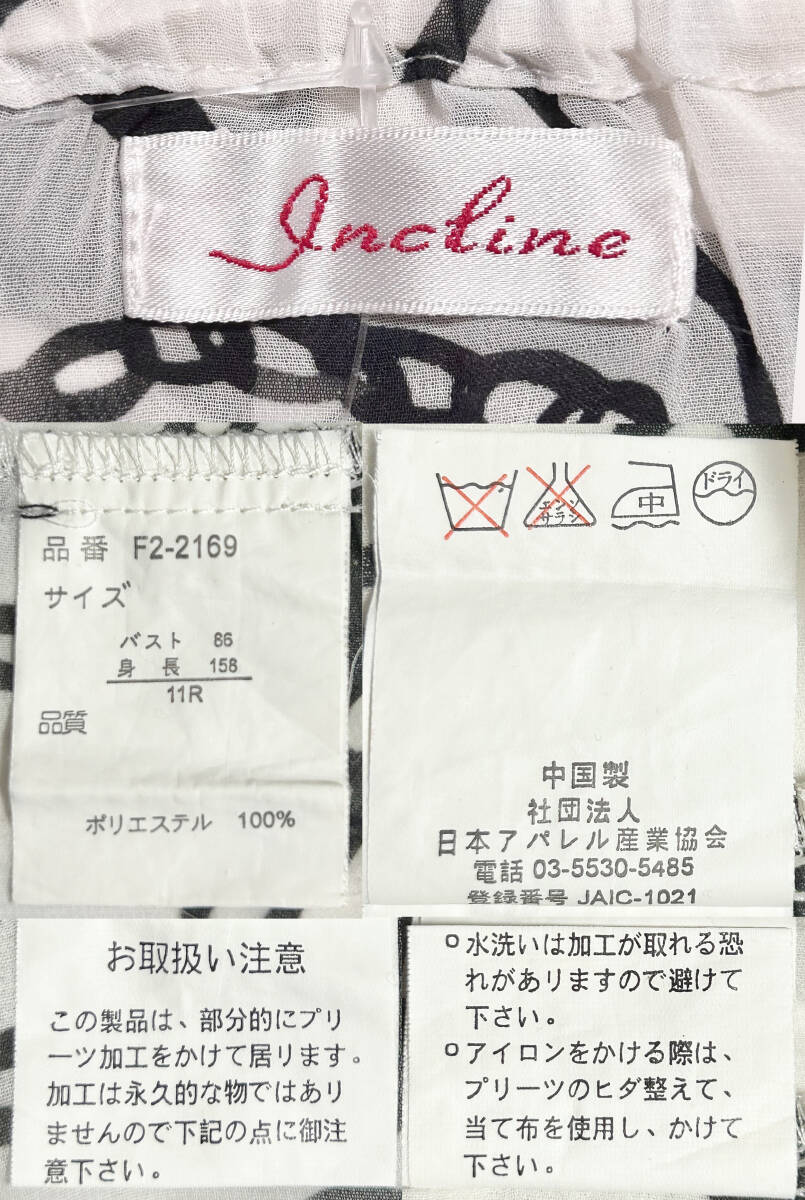 Incline
品番 F2-2169
サイズ
バスト 86
身長 158
11R
品質
ポリエステル 100%
エンソ
サラシ
中
ドライ
中国製
社団法人
日本アパレル産業協会
電話 03-5530-5485
登録番号 JAIC-1021
お取扱い注意
この製品は、部分的にプリ
ーツ加工をかけて居ります。
加工は永久的な物ではあり
ませんので下記の点に御注
意下さい。
○水洗いは加工が取れる恐
れがありますので避けて
下さい。
○アイロンをかける際は、
プリーツのヒダ整えて、
当て布を使用し、かけて
下さい。